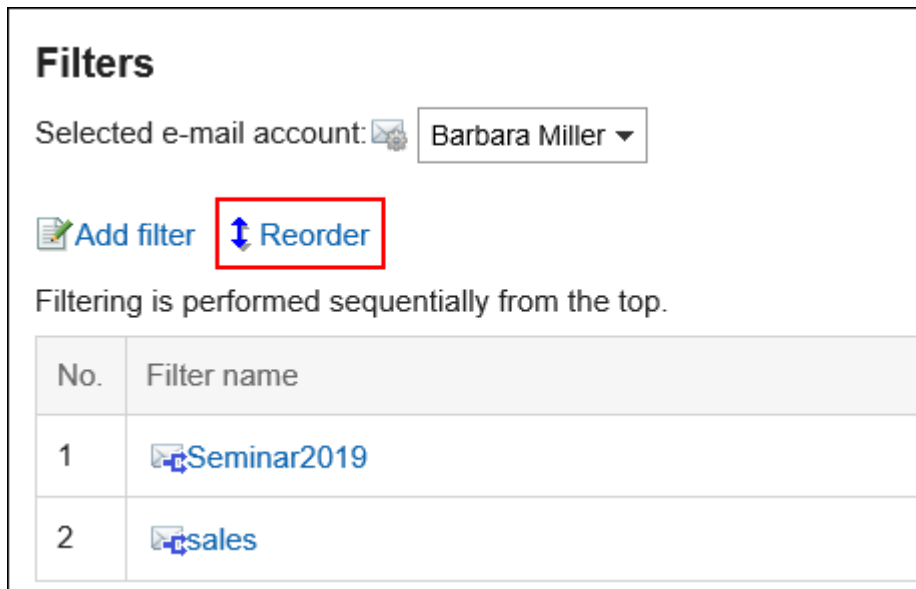 Filters
Selected e-mail account: Barbara Miller
Add filter Reorder
Filtering is performed sequentially from the top.
No. Filter name
1 Seminar2019
2 sales